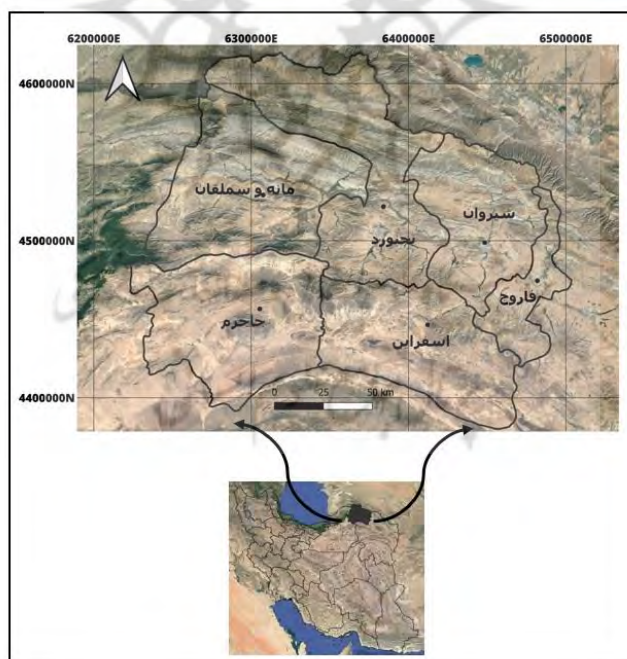 6200000E 6300000E 6400000E 6500000E
4600000N
مانه و سملقان
شیروان
4500000N
بجنورد
فاروج
جاجرم
اسفراین
0 25 50 km
4400000N